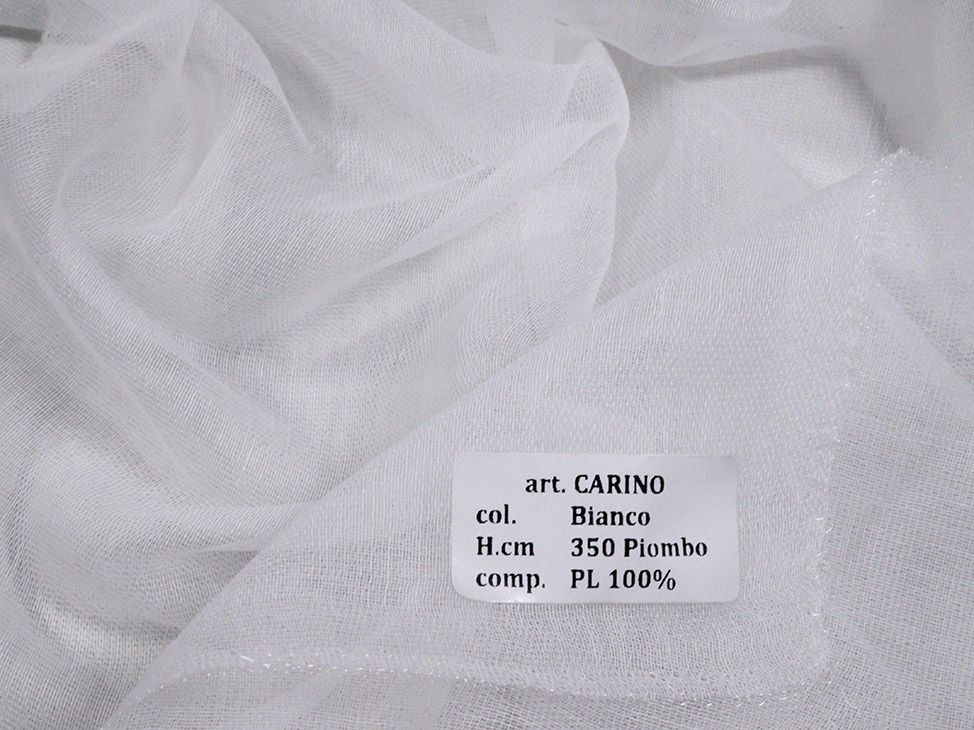 art. CARINO
col. Bianco
H.cm 350 Piombo
comp. PL 100%